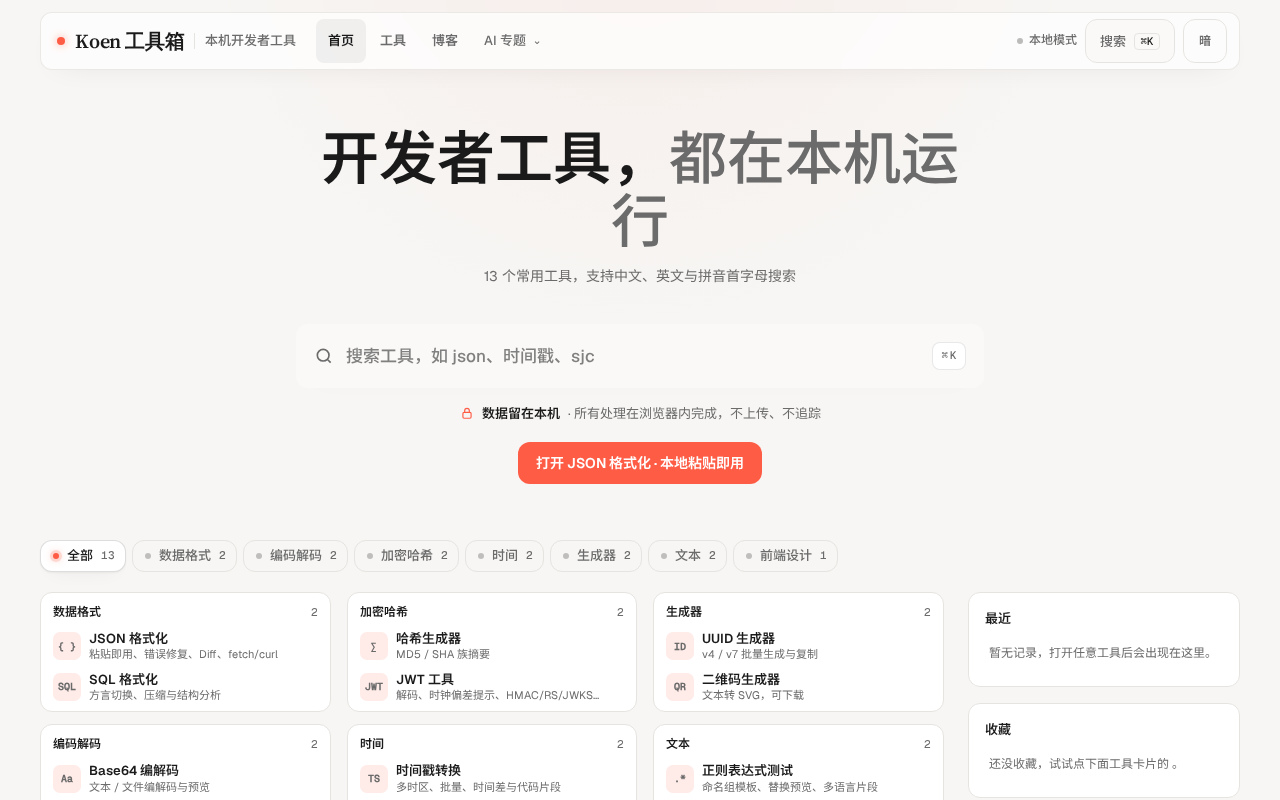 Koen 工具箱
本机开发者工具
首页
工具
博客
AI 专题
本地模式
搜索 ⌘K
暗
开发者工具，都在本机运
行
13 个常用工具，支持中文、英文与拼音首字母搜索
搜索工具，如 json、时间戳、sjc
⌘K
数据留在本机 · 所有处理在浏览器内完成，不上传、不追踪
打开 JSON 格式化 · 本地粘贴即用
全部 13
数据格式 2
编码解码 2
加密哈希 2
时间 2
生成器 2
文本 2
前端设计 1
数据格式 2
{ } JSON 格式化
粘贴即用、错误修复、Diff、fetch/curl
SQL SQL 格式化
方言切换、压缩与结构分析
加密哈希 2
∑ 哈希生成器
MD5 / SHA 族摘要
JWT JWT 工具
解码、时钟偏差提示、HMAC/RS/JWKS…
生成器 2
ID UUID 生成器
v4 / v7 批量生成与复制
QR 二维码生成器
文本转 SVG，可下载
最近
暂无记录，打开任意工具后会出现在这里。
编码解码 2
Aa Base64 编解码
文本 / 文件编解码与预览
时间 2
TS 时间戳转换
多时区、批量、时间差与代码片段
文本 2
.* 正则表达式测试
命名组模板、替换预览、多语言片段
收藏
还没收藏，试试点下面工具卡片的 。